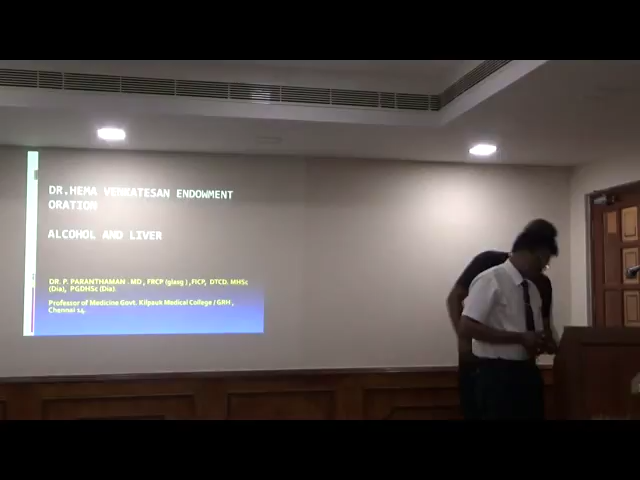 DR.HEMA VENKATESAN ENDOWMENT
ORATION
ALCOHOL AND LIVER
DR. P. PARANTHAMAN . MD , FRCP (glasg ) ,FICP, DTCD. MHSc
(Dia), PGDHSc (Dia).
Professor of Medicine Govt. Kilpauk Medical College / GRH ,
Chennai 14.